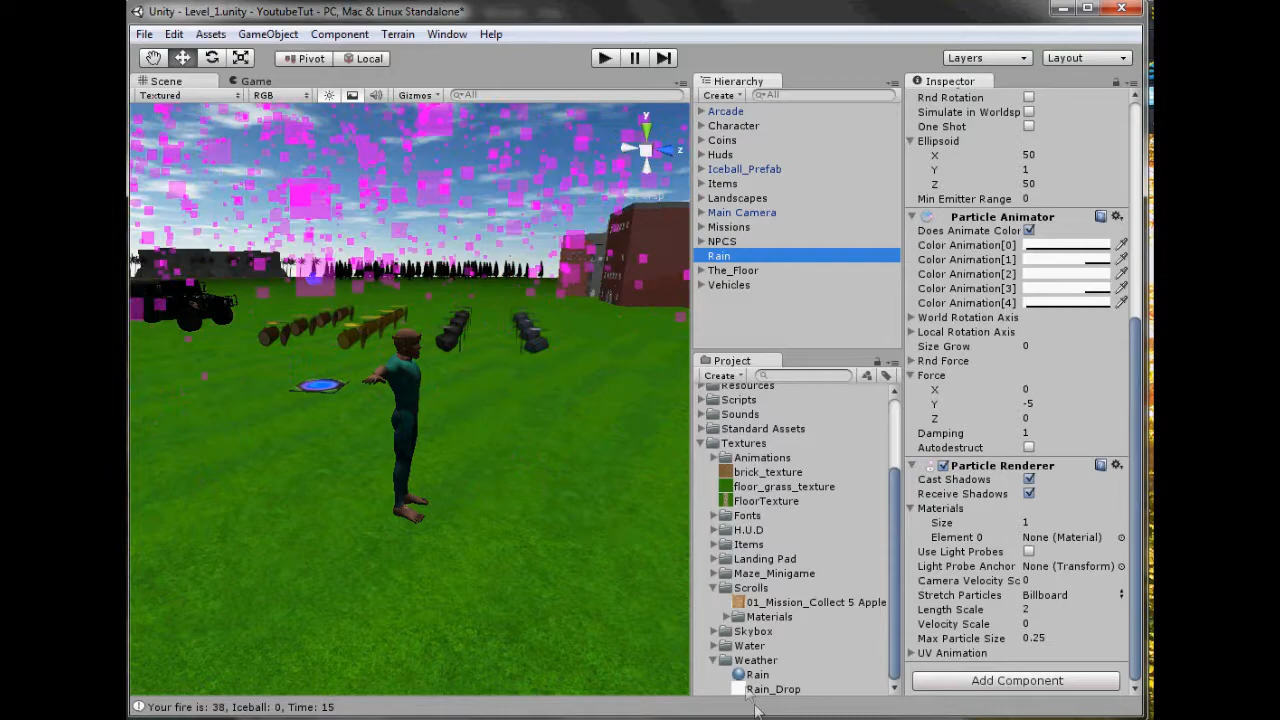 Unity - Level_1.unity - YoutubeTut - PC, Mac & Linux Standalone*
File Edit Assets GameObject Component Terrain Window Help
Pivot Local Layers Layout
Scene Game
Textured RGB Gizmos All
Hierarchy
Create All
Arcade
Character
Coins
Huds
Iceball_Prefab
Items
Landscapes
Main Camera
Missions
NPCS
Rain
The_Floor
Vehicles
Project
Create
Resources
Scripts
Sounds
Standard Assets
Textures
Animations
brick_texture
floor_grass_texture
FloorTexture
Fonts
H.U.D
Items
Landing Pad
Maze_Minigame
Scrolls
01_Mission_Collect 5 Apple
Materials
Skybox
Water
Weather
Rain
Rain_Drop
Inspector
Rnd Rotation
Simulate in Worldsp
One Shot
Ellipsoid
X 50
Y 1
Z 50
Min Emitter Range 0
Particle Animator
Does Animate Color
Color Animation[0]
Color Animation[1]
Color Animation[2]
Color Animation[3]
Color Animation[4]
World Rotation Axis
Local Rotation Axis
Size Grow 0
Rnd Force
Force
X 0
Y -5
Z 0
Damping 1
Autodestruct
Particle Renderer
Cast Shadows
Receive Shadows
Materials
Size 1
Element 0 None (Material)
Use Light Probes
Light Probe Anchor None (Transform)
Camera Velocity Sc 0
Stretch Particles Billboard
Length Scale 2
Velocity Scale 0
Max Particle Size 0.25
UV Animation
Add Component
y
z
Your fire is: 38, Iceball: 0, Time: 15